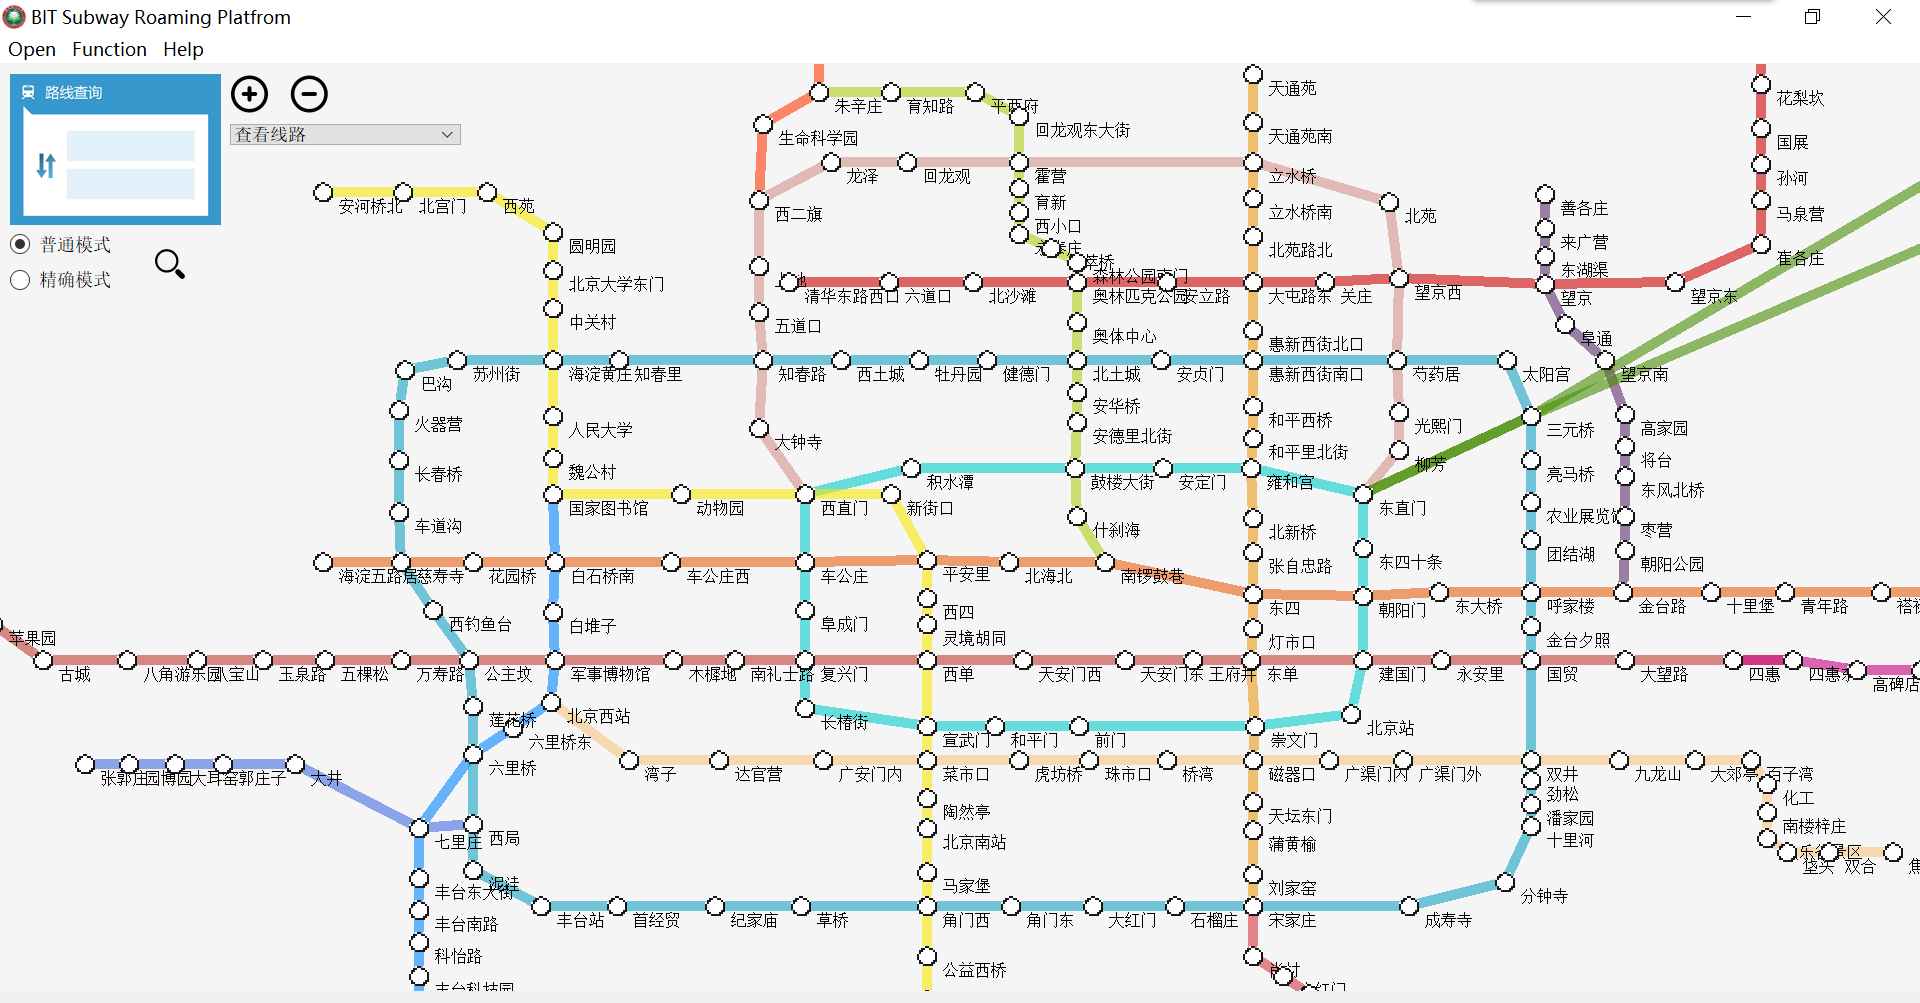 BIT Subway Roaming Platfrom
Open Function Help
路线查询
查看线路
普通模式
精确模式
朱辛庄 育知路 平西府
天通苑
花梨坎
回龙观东大街
生命科学园
天通苑南
国展
龙泽 回龙观 霍营 立水桥
孙河
安河桥北 北宫门 西苑
育新
西二旗
立水桥南
北苑
善各庄
马泉营
西小口
圆明园
北苑路北
来广营
崔各庄
北京大学东门
东湖渠
森林公园南门
清华东路西口 六道口 北沙滩 奥林匹克公园 安立路 大屯路东 关庄 望京西 望京 望京东
中关村
五道口
奥体中心
惠新西街北口
阜通
巴沟 苏州街 海淀黄庄 知春里 知春路 西土城 牡丹园 健德门 北土城 安贞门 惠新西街南口 芍药居 太阳宫 望京南
安华桥
火器营
人民大学
大钟寺
安德里北街
和平西桥
光熙门
三元桥
高家园
和平里北街
将台
长春桥
魏公村
柳芳
亮马桥
积水潭 鼓楼大街 安定门 雍和宫
东风北桥
国家图书馆 动物园 西直门 新街口
东直门
农业展览馆
车道沟
什刹海
北新桥
枣营
团结湖
东四十条
张自忠路
朝阳公园
海淀五路居 慈寿寺 花园桥 白石桥南 车公庄西 车公庄 平安里 北海北 南锣鼓巷
东四 朝阳门 东大桥 呼家楼 金台路 十里堡 青年路
西四
西钓鱼台 白堆子 阜成门
灵境胡同
灯市口
金台夕照
苹果园
古城 八角游乐园 八宝山 玉泉路 五棵松 万寿路 公主坟 军事博物馆 木樨地 南礼士路 复兴门 西单 天安门西 天安门东 王府井 东单 建国门 永安里 国贸 大望路 四惠 四惠东 高碑店
莲花桥 北京西站
长椿街
北京站
六里桥东
宣武门 和平门 前门 崇文门
六里桥
湾子 达官营 广安门内 菜市口 虎坊桥 珠市口 桥湾 磁器口 广渠门内 广渠门外 双井 九龙山 大郊亭 百子湾
张郭庄 园博园 大瓦窑 郭庄子 大井
劲松
化工
陶然亭
天坛东门
潘家园
南楼梓庄
七里庄 西局
北京南站
蒲黄榆
十里河
垡头 双合 焦
泥洼
丰台东大街
马家堡
刘家窑
分钟寺
丰台南路
丰台站 首经贸 纪家庙 草桥 角门西 角门东 大红门 石榴庄 宋家庄 成寿寺
科怡路
公益西桥
肖村
丰台科技园